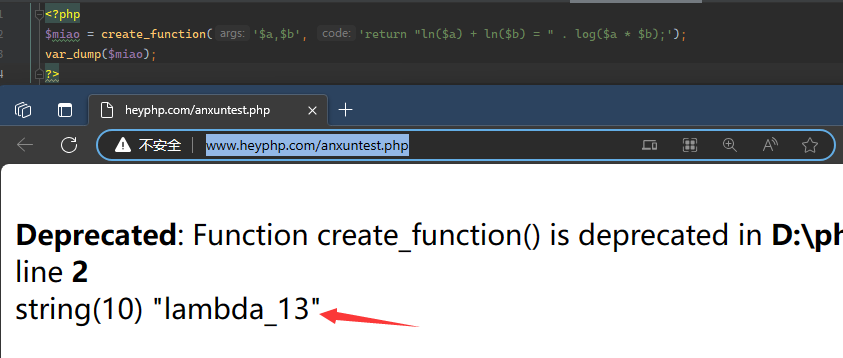 1 <?php
2 $miao = create_function( args: '$a,$b', code: 'return "ln($a) + ln($b) = " . log($a * $b);');
3 var_dump($miao);
4 ?>
heyphp.com/anxuntest.php
不安全 www.heyphp.com/anxuntest.php
Deprecated: Function create_function() is deprecated in D:\ph
line 2
string(10) "lambda_13"